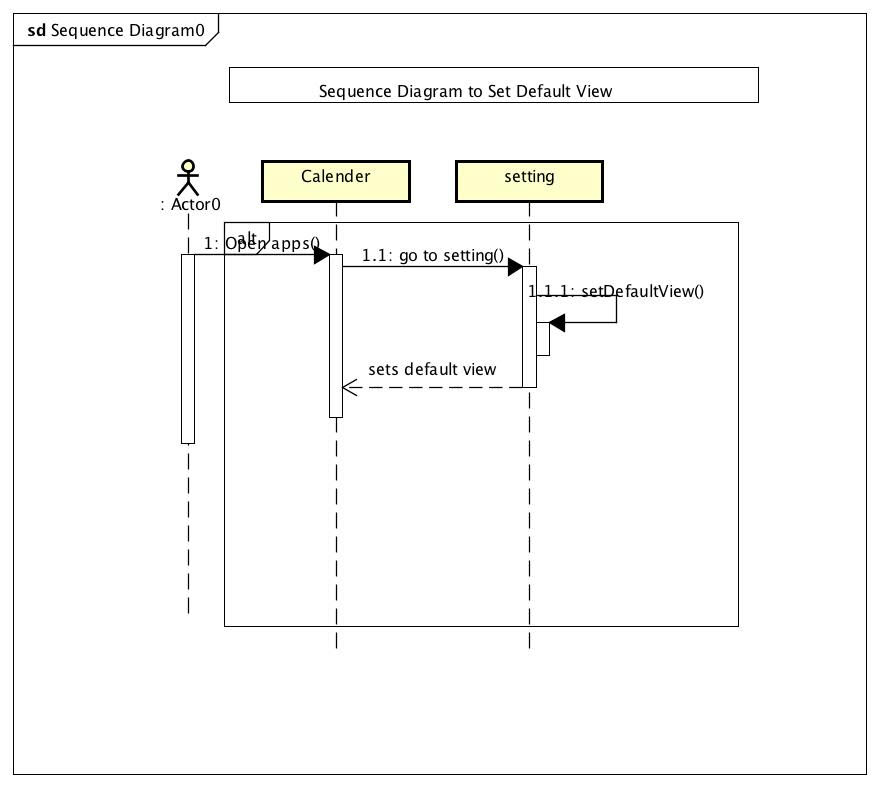 sd Sequence Diagram0
Sequence Diagram to Set Default View
: Actor0
Calender
setting
alt
1: Open apps()
1.1: go to setting()
1.1.1: setDefaultView()
sets default view